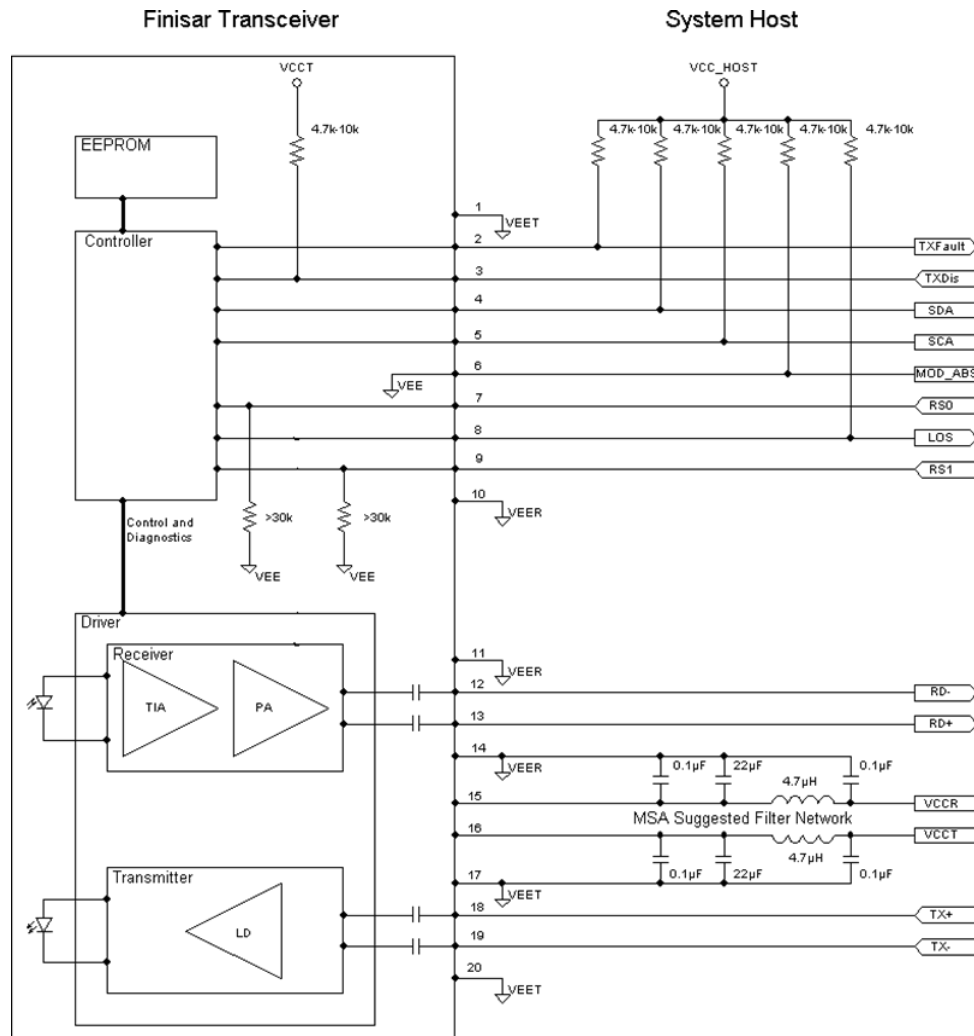 Finisar Transceiver
System Host
VCCT
VCC_HOST
4.7k-10k
4.7k-10k 4.7k-10k 4.7k-10k 4.7k-10k 4.7k-10k
EEPROM
1
VEET
Controller
2
TXFault
3
TXDis
4
SDA
5
SCA
6
MOD_ABS
VEE
7
RS0
8
LOS
9
RS1
10
VEER
>30k
>30k
Control and
Diagnostics
VEE
VEE
Driver
Receiver
11
VEER
TIA
PA
12
RD-
13
RD+
14
VEER
0.1µF
22µF
0.1µF
4.7µH
15
VCCR
MSA Suggested Filter Network
16
VCCT
4.7µH
0.1µF
22µF
0.1µF
17
VEET
Transmitter
LD
18
TX+
19
TX-
20
VEET